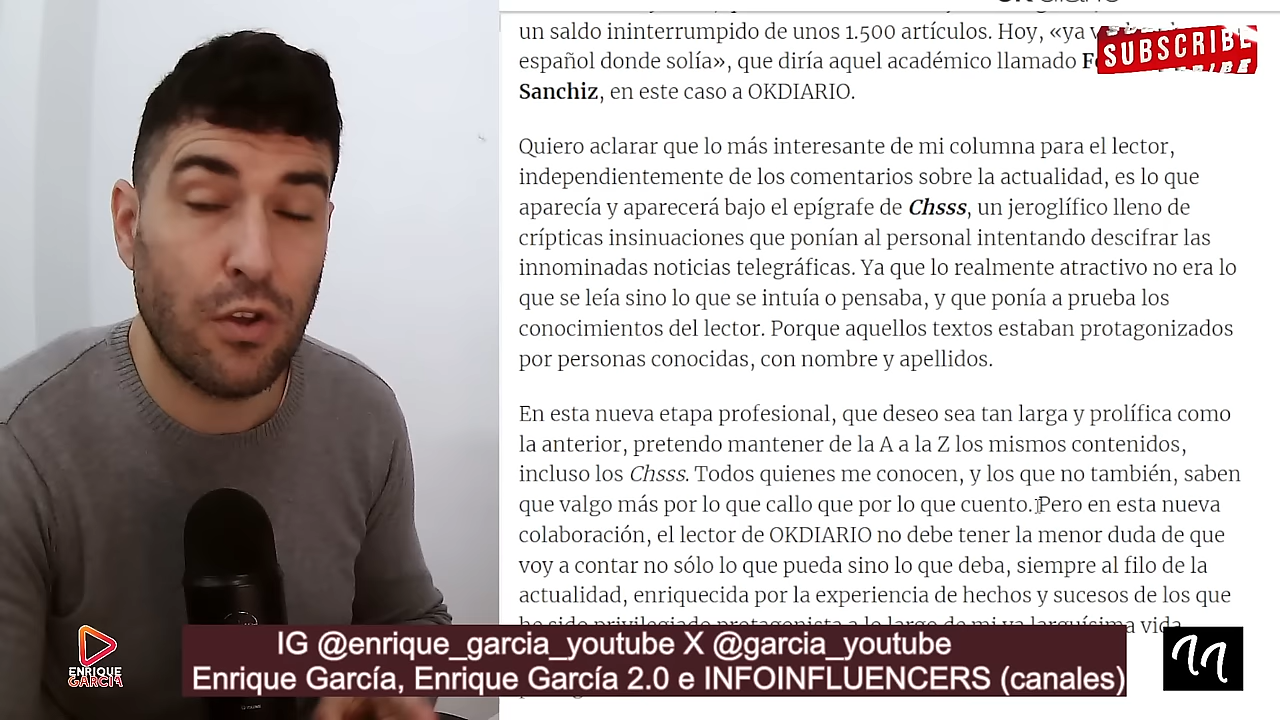 un saldo ininterrumpido de unos 1.500 artículos. Hoy, «ya
español donde solía», que diría aquel académico llamado
Sanchiz, en este caso a OKDIARIO.
SUBSCRIBE
Quiero aclarar que lo más interesante de mi columna para el lector,
independientemente de los comentarios sobre la actualidad, es lo que
aparecía y aparecerá bajo el epígrafe de Chsss, un jeroglífico lleno de
crípticas insinuaciones que ponían al personal intentando descifrar las
innominadas noticias telegráficas. Ya que lo realmente atractivo no era lo
que se leía sino lo que se intuía o pensaba, y que ponía a prueba los
conocimientos del lector. Porque aquellos textos estaban protagonizados
por personas conocidas, con nombre y apellidos.
En esta nueva etapa profesional, que deseo sea tan larga y prolífica como
la anterior, pretendo mantener de la A a la Z los mismos contenidos,
incluso los Chsss. Todos quienes me conocen, y los que no también, saben
que valgo más por lo que callo que por lo que cuento. Pero en esta nueva
colaboración, el lector de OKDIARIO no debe tener la menor duda de que
voy a contar no sólo lo que pueda sino lo que deba, siempre al filo de la
actualidad, enriquecida por la experiencia de hechos y sucesos de los que
vida
IG @enrique_garcia_youtube X @garcia_youtube
Enrique García, Enrique García 2.0 e INFOINFLUENCERS (canales)
ENRIQUE
GARCÍA